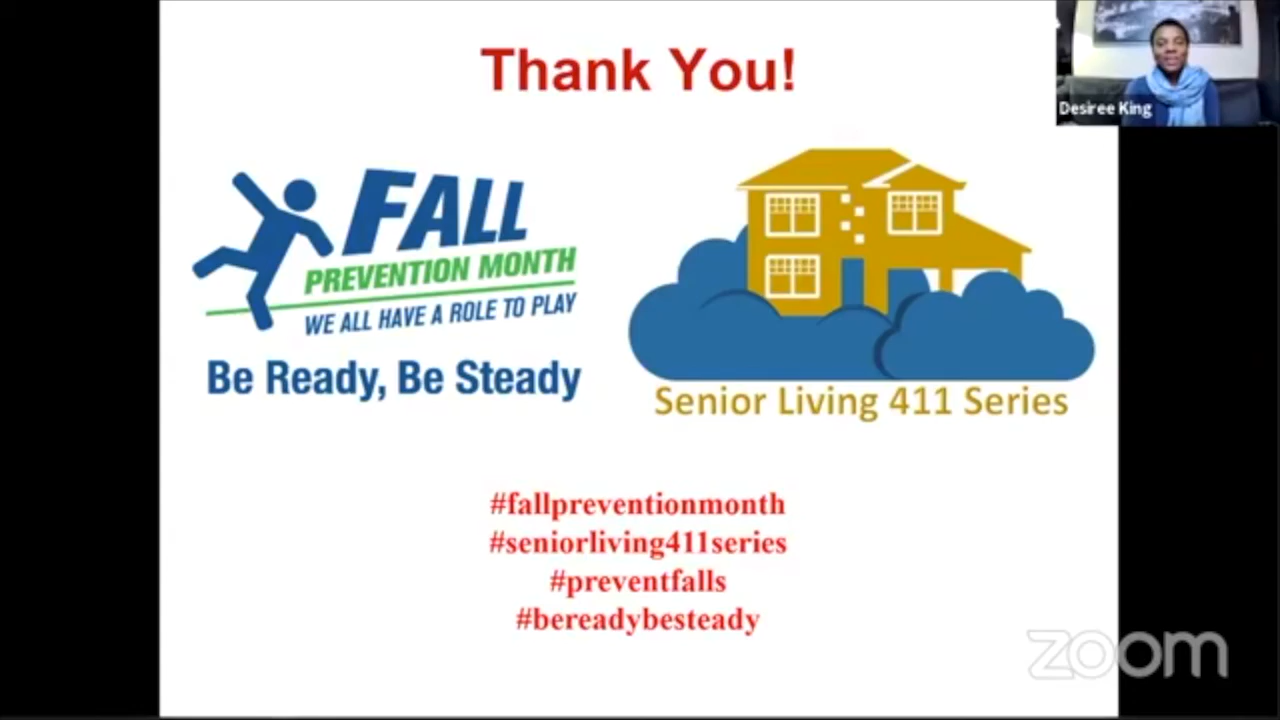 Thank You!
Desiree King
FALL
PREVENTION MONTH
WE ALL HAVE A ROLE TO PLAY
Be Ready, Be Steady
Senior Living 411 Series
#fallpreventionmonth
#seniorliving411series
#preventfalls
#bereadybesteady
zoom